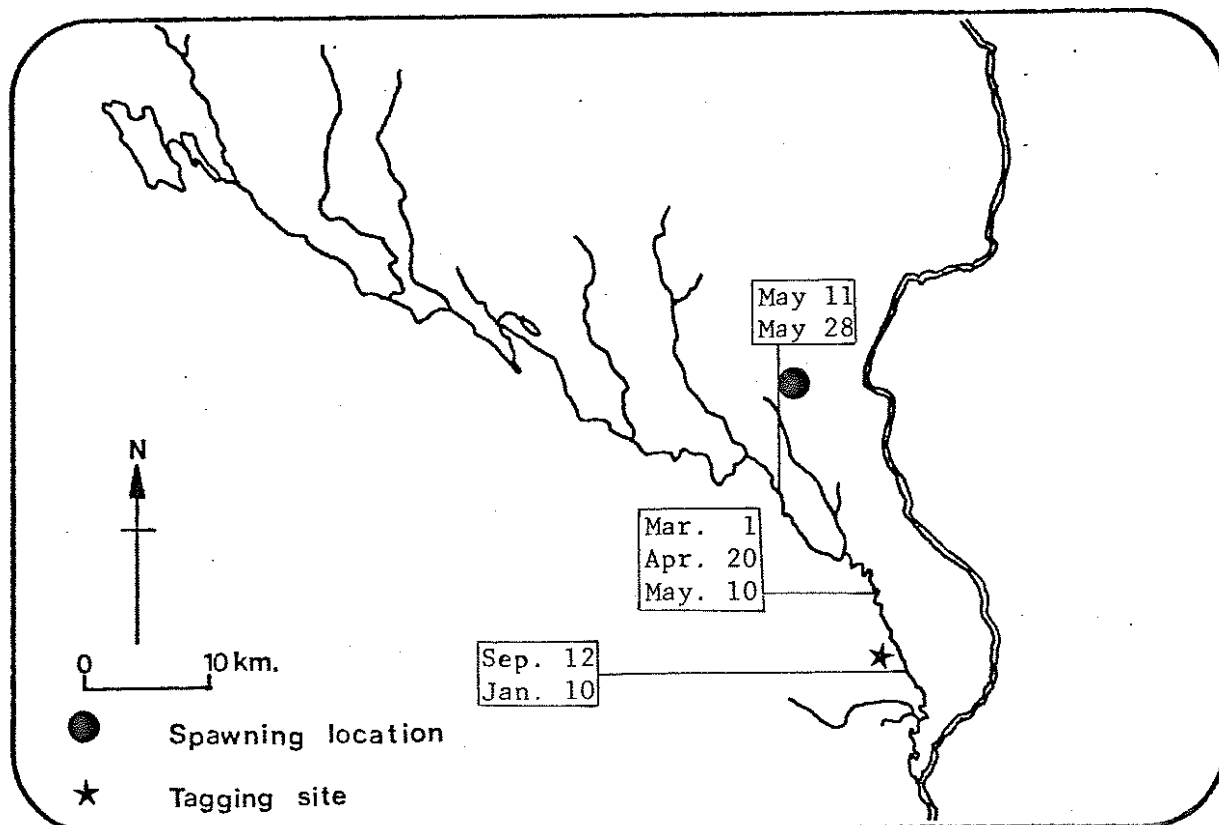 May 11
May 28
Mar. 1
Apr. 20
May. 10
N
Sep. 12
Jan. 10
0 10 km.
Spawning location
Tagging site